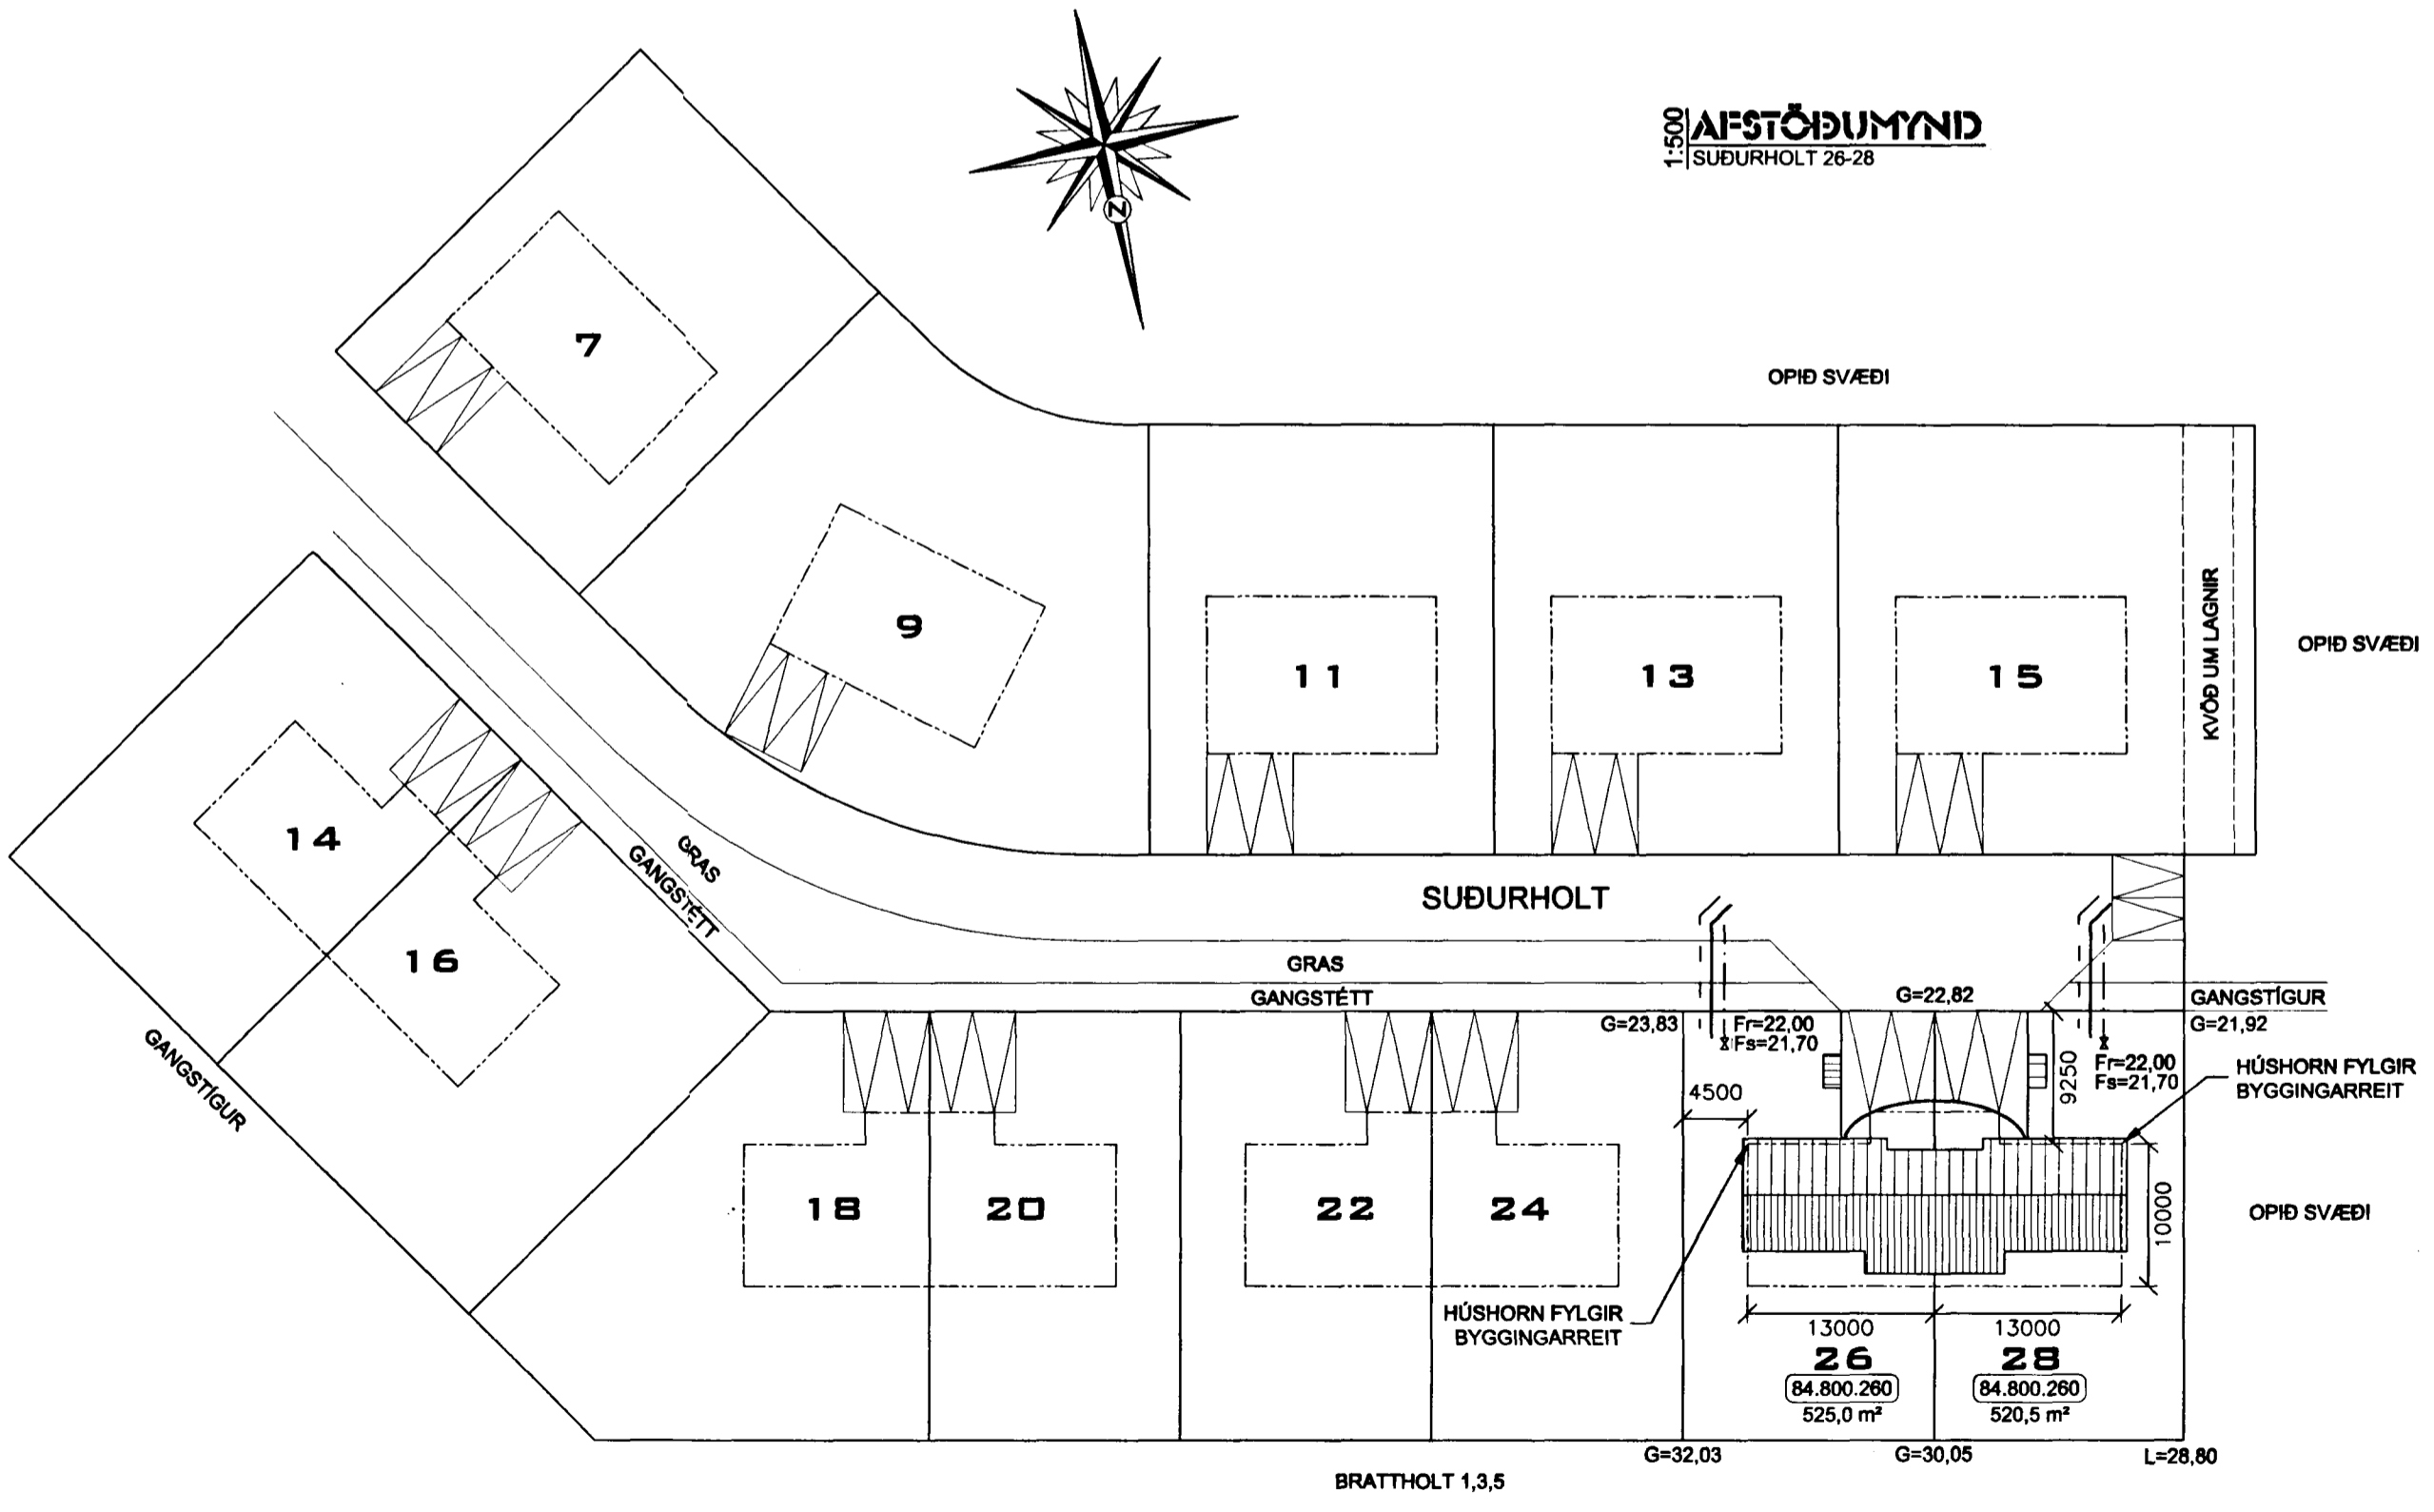 1:500
AFSTÖÐUMYND
SUÐURHOLT 26-28
N
7
OPIÐ SVÆÐI
9
11
13
15
KVÖÐ UM LAGNIR
OPIÐ SVÆÐI
14
16
GRAS
GANGSTÉTT
GANGSTÍGUR
SUÐURHOLT
GRAS
GANGSTÉTT
G=22,82
GANGSTÍGUR
G=23,83
Fr=22,00
Fs=21,70
G=21,92
Fr=22,00
Fs=21,70
HÚSHORN FYLGIR
BYGGINGARREIT
4500
9250
10000
18
20
22
24
OPIÐ SVÆÐI
HÚSHORN FYLGIR
BYGGINGARREIT
13000
13000
26
28
84.800.260
84.800.260
525,0 m²
520,5 m²
G=32,03
G=30,05
L=28,80
BRATTHOLT 1,3,5